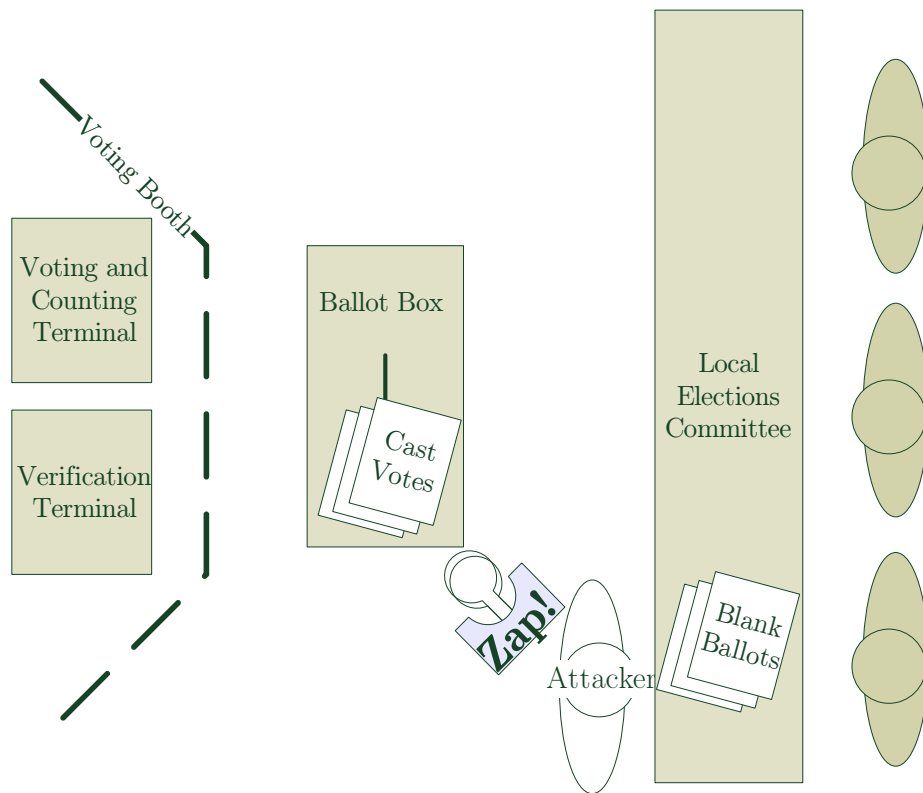 Voting Booth
Voting and
Counting
Terminal
Verification
Terminal
Ballot Box
Cast
Votes
Zap!
Attacker
Local
Elections
Committee
Blank
Ballots